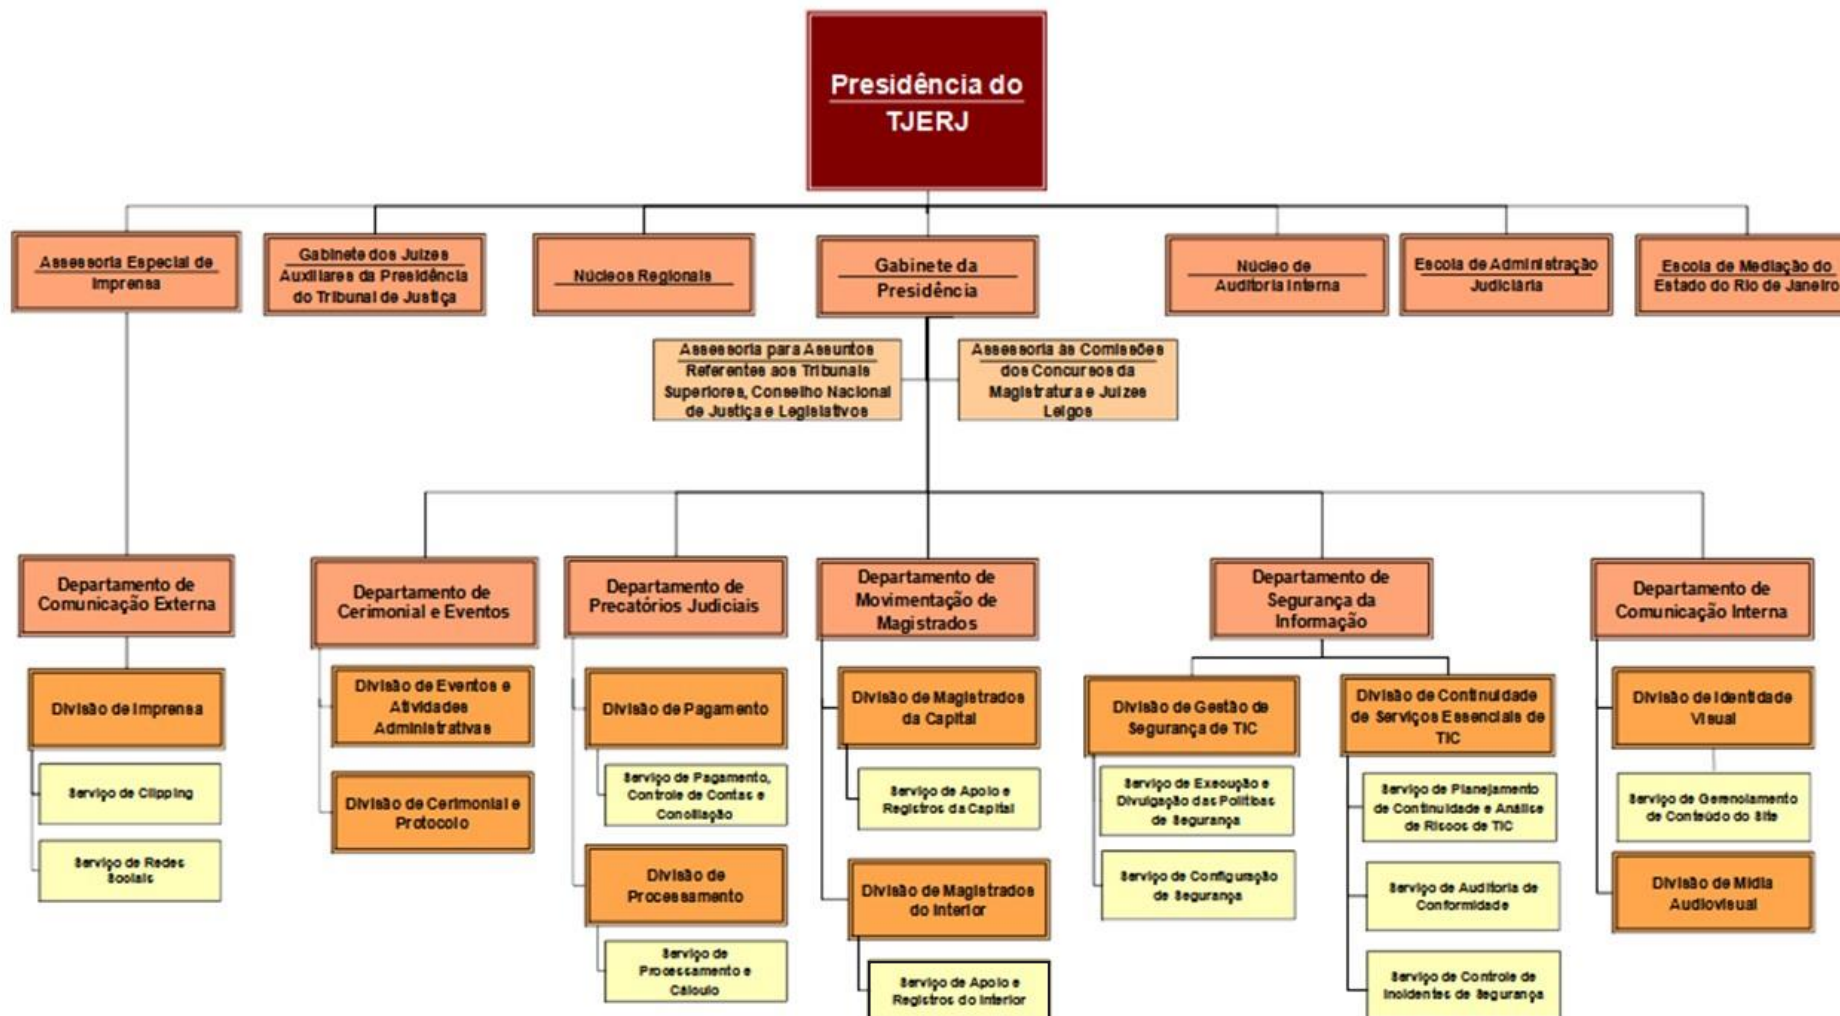 Presidência do
TJERJ
Assessoria Especial de
Imprensa
Gabinete dos Juízes
Auxiliares da Presidência
do Tribunal de Justiça
Núcleos Regionais
Gabinete da
Presidência
Núcleo de
Auditoria Interna
Escola de Administração
Judiciária
Escola de Mediação do
Estado do Rio de Janeiro
Assessoria para Assuntos
Referentes aos Tribunais
Superiores, Conselho Nacional
de Justiça e Legislativos
Assessoria às Comissões
dos Concursos da
Magistratura e Juízes
Leigos
Departamento de
Comunicação Externa
Departamento de
Cerimonial e Eventos
Departamento de
Precatórios Judiciais
Departamento de
Movimentação de
Magistrados
Departamento de
Segurança da
Informação
Departamento de
Comunicação Interna
Divisão de Imprensa
Serviço de Clipping
Serviço de Redes
Sociais
Divisão de Eventos e
Atividades
Administrativas
Divisão de Cerimonial e
Protocolo
Divisão de Pagamento
Serviço de Pagamento,
Controle de Contas e
Conciliação
Divisão de
Processamento
Serviço de
Processamento e
Cálculo
Divisão de Magistrados
da Capital
Serviço de Apoio e
Registros da Capital
Divisão de Magistrados
do Interior
Serviço de Apoio e
Registros do Interior
Divisão de Gestão de
Segurança de TIC
Serviço de Execução e
Divulgação das Políticas
de Segurança
Serviço de Configuração
de Segurança
Divisão de Continuidade
de Serviços Essenciais de
TIC
Serviço de Planejamento
de Continuidade e Análise
de Riscos de TIC
Serviço de Auditoria de
Conformidade
Serviço de Controle de
Incidentes de Segurança
Divisão de Identidade
Visual
Serviço de Gerenciamento
de Conteúdo do Site
Divisão de Mídia
Audiovisual